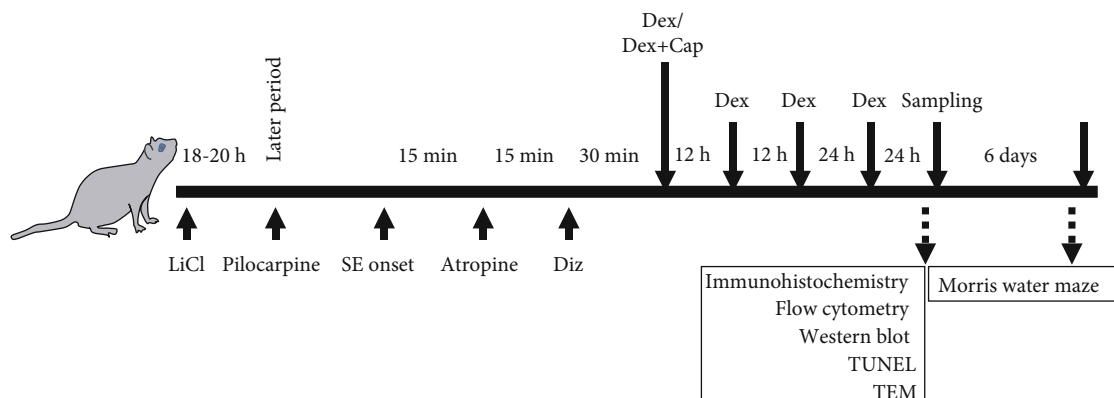 Dex/
Dex+Cap
Dex Dex Dex Sampling
Later period
18-20 h 15 min 15 min 30 min 12 h 12 h 24 h 24 h 6 days
LiCl Pilocarpine SE onset Atropine Diz
Immunohistochemistry
Flow cytometry
Western blot
TUNEL
TEM
Morris water maze